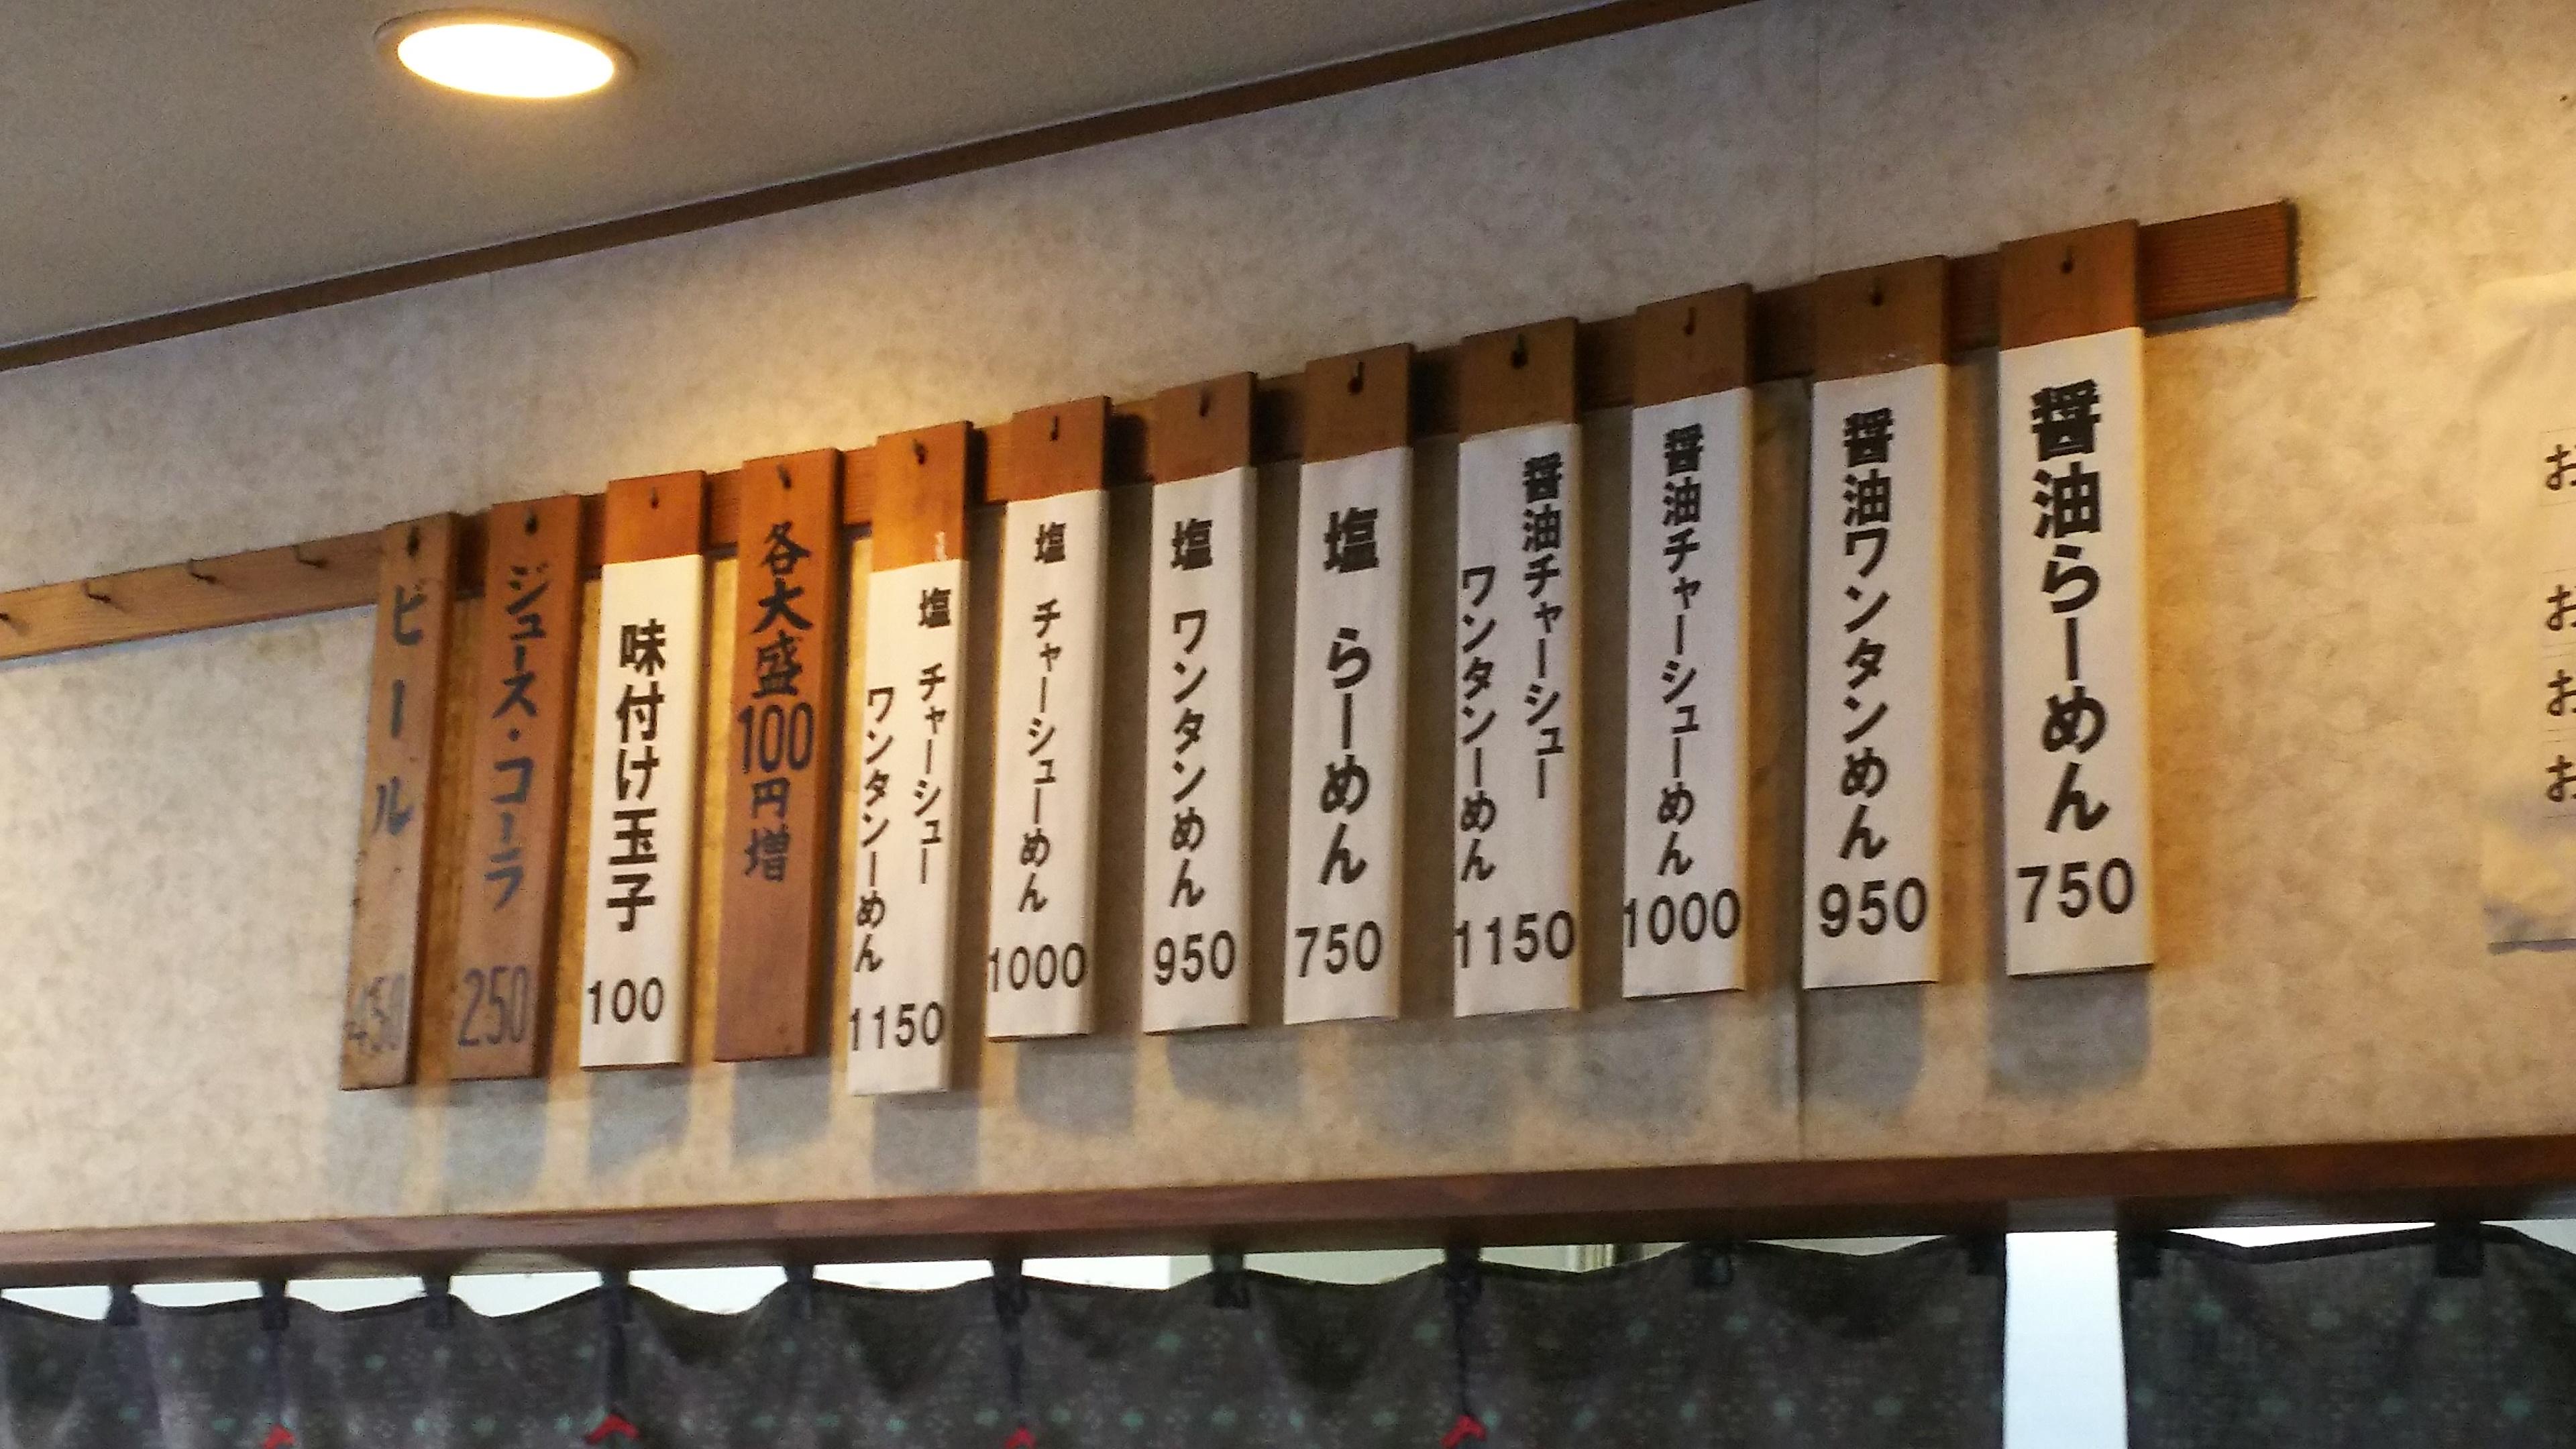 醤油らーめん
750
醤油ワンタンめん
950
醤油チャーシューめん
1000
醤油チャーシュー
ワンタンーめん
1150
塩 らーめん
750
塩 ワンタンめん
950
塩 チャーシューめん
1000
塩 チャーシュー
ワンタンーめん
1150
各大盛100円増
味付け玉子
100
ジュース・コーラ
250
ビール
450